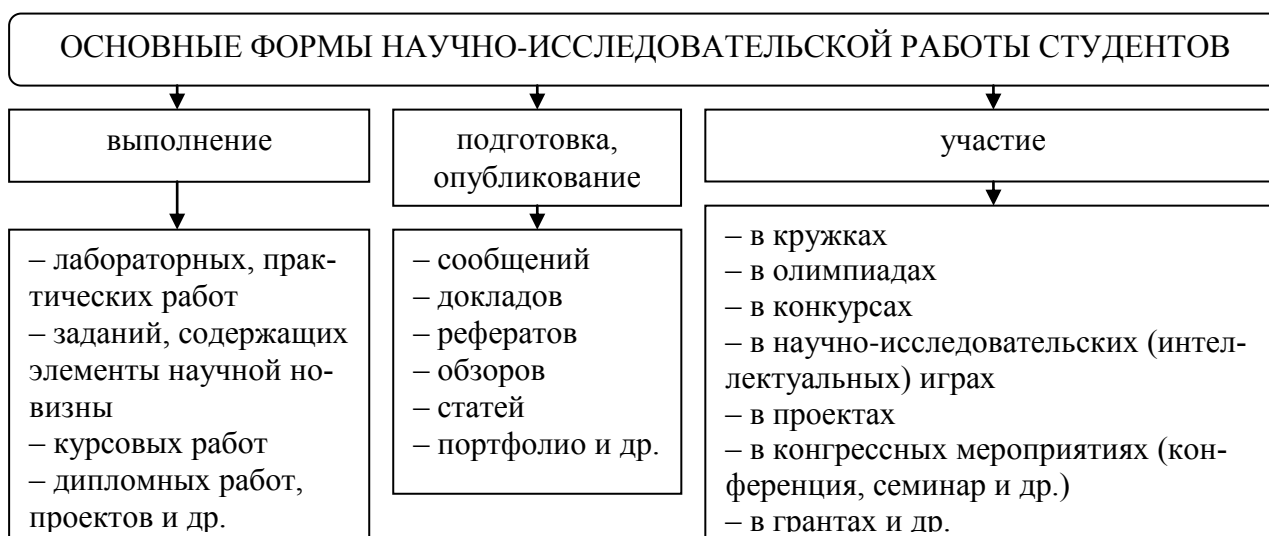 ОСНОВНЫЕ ФОРМЫ НАУЧНО-ИССЛЕДОВАТЕЛЬСКОЙ РАБОТЫ СТУДЕНТОВ
выполнение
подготовка,
опубликование
участие
– лабораторных, прак-
тических работ
– заданий, содержащих
элементы научной но-
визны
– курсовых работ
– дипломных работ,
проектов и др.
– сообщений
– докладов
– рефератов
– обзоров
– статей
– портфолио и др.
– в кружках
– в олимпиадах
– в конкурсах
– в научно-исследовательских (интел-
лектуальных) играх
– в проектах
– в конгрессных мероприятиях (кон-
ференция, семинар и др.)
– в грантах и др.